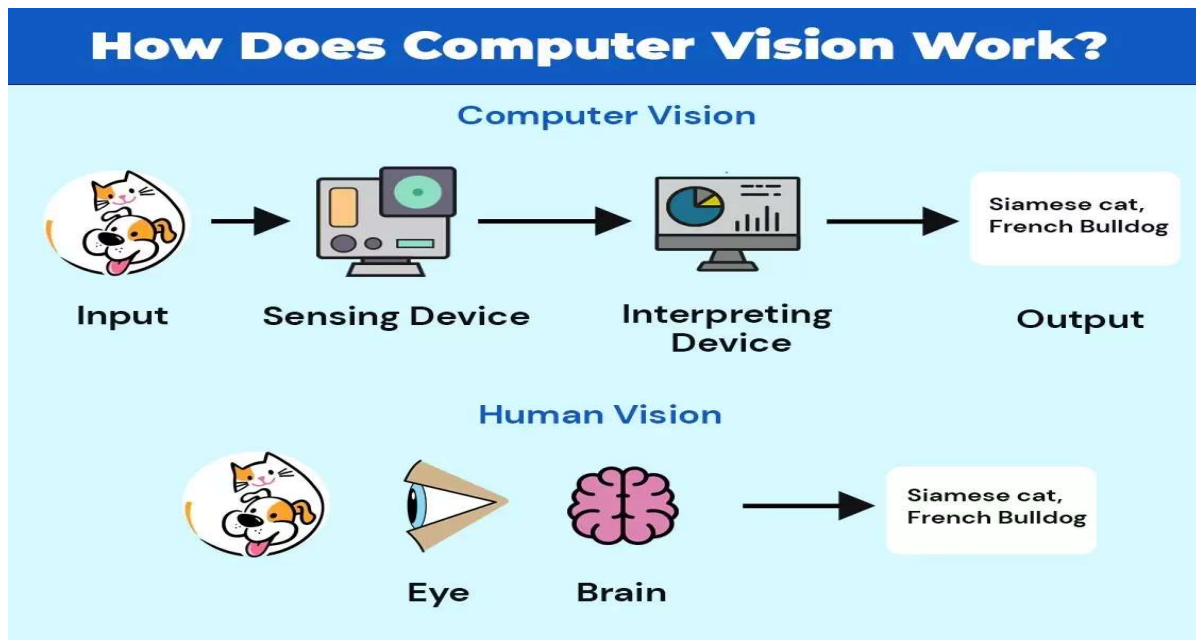 How Does Computer Vision Work?
Computer Vision
Siamese cat,
French Bulldog
Input
Sensing Device
Interpreting
Device
Output
Human Vision
Siamese cat,
French Bulldog
Eye
Brain